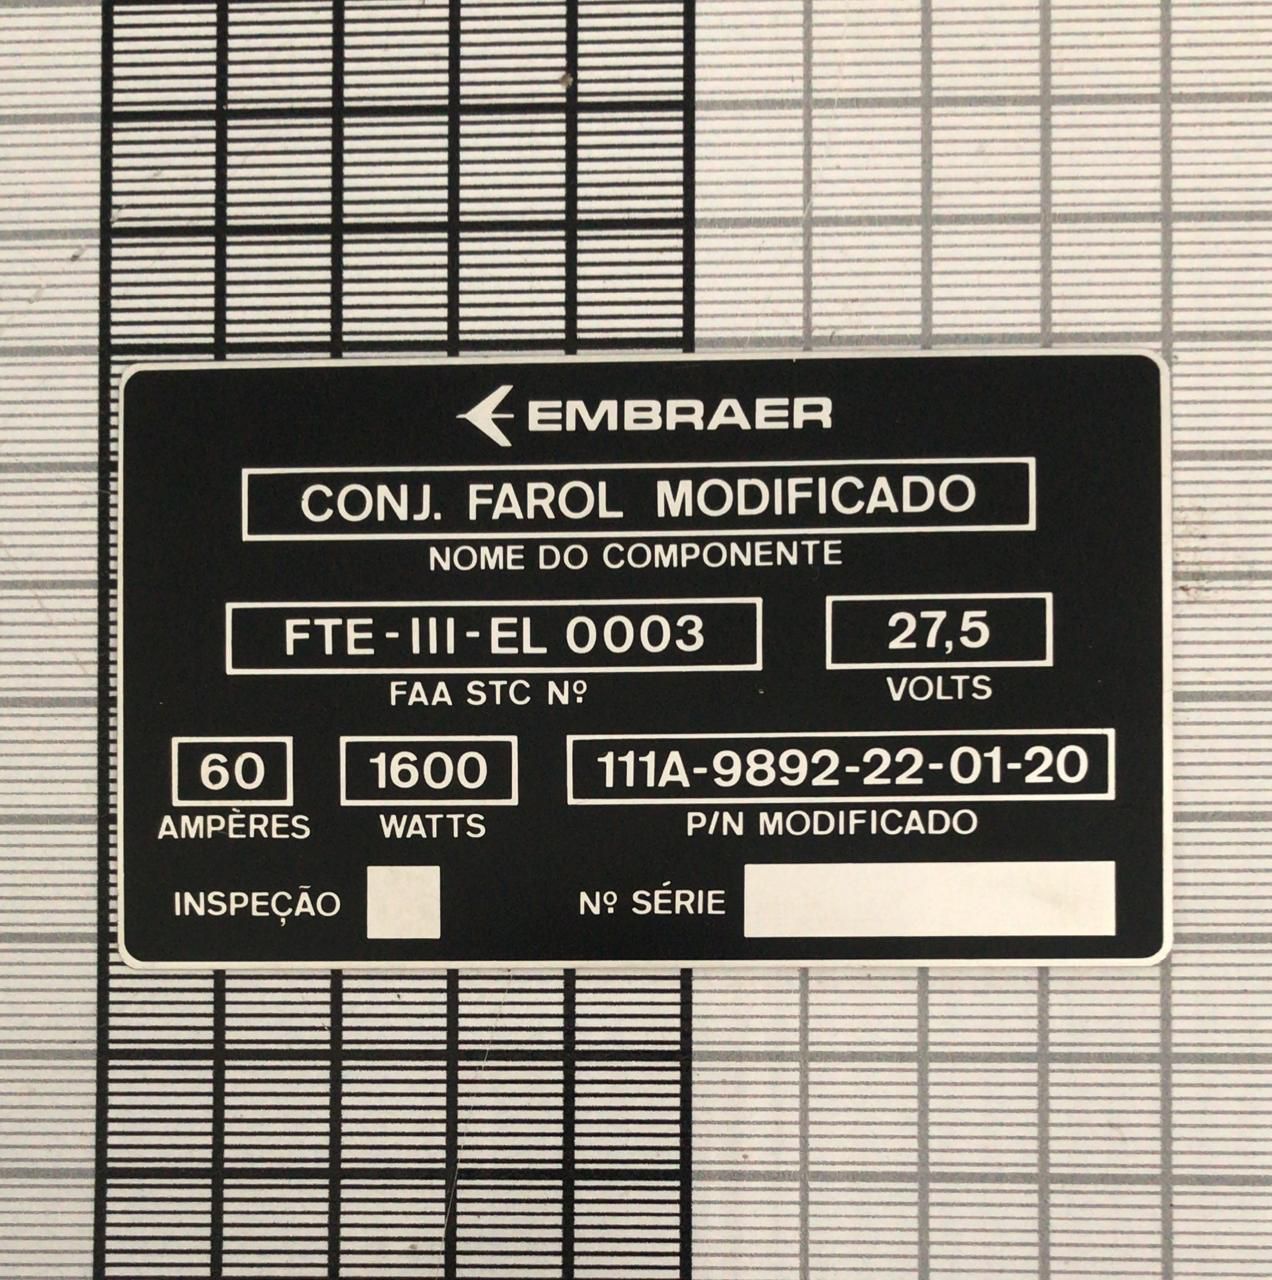 EMBRAER
CONJ. FAROL MODIFICADO
NOME DO COMPONENTE
FTE-III-EL 0003 27,5
FAA STC Nº VOLTS
60 1600 111A-9892-22-01-20
AMPÈRES WATTS P/N MODIFICADO
INSPEÇÃO Nº SÉRIE